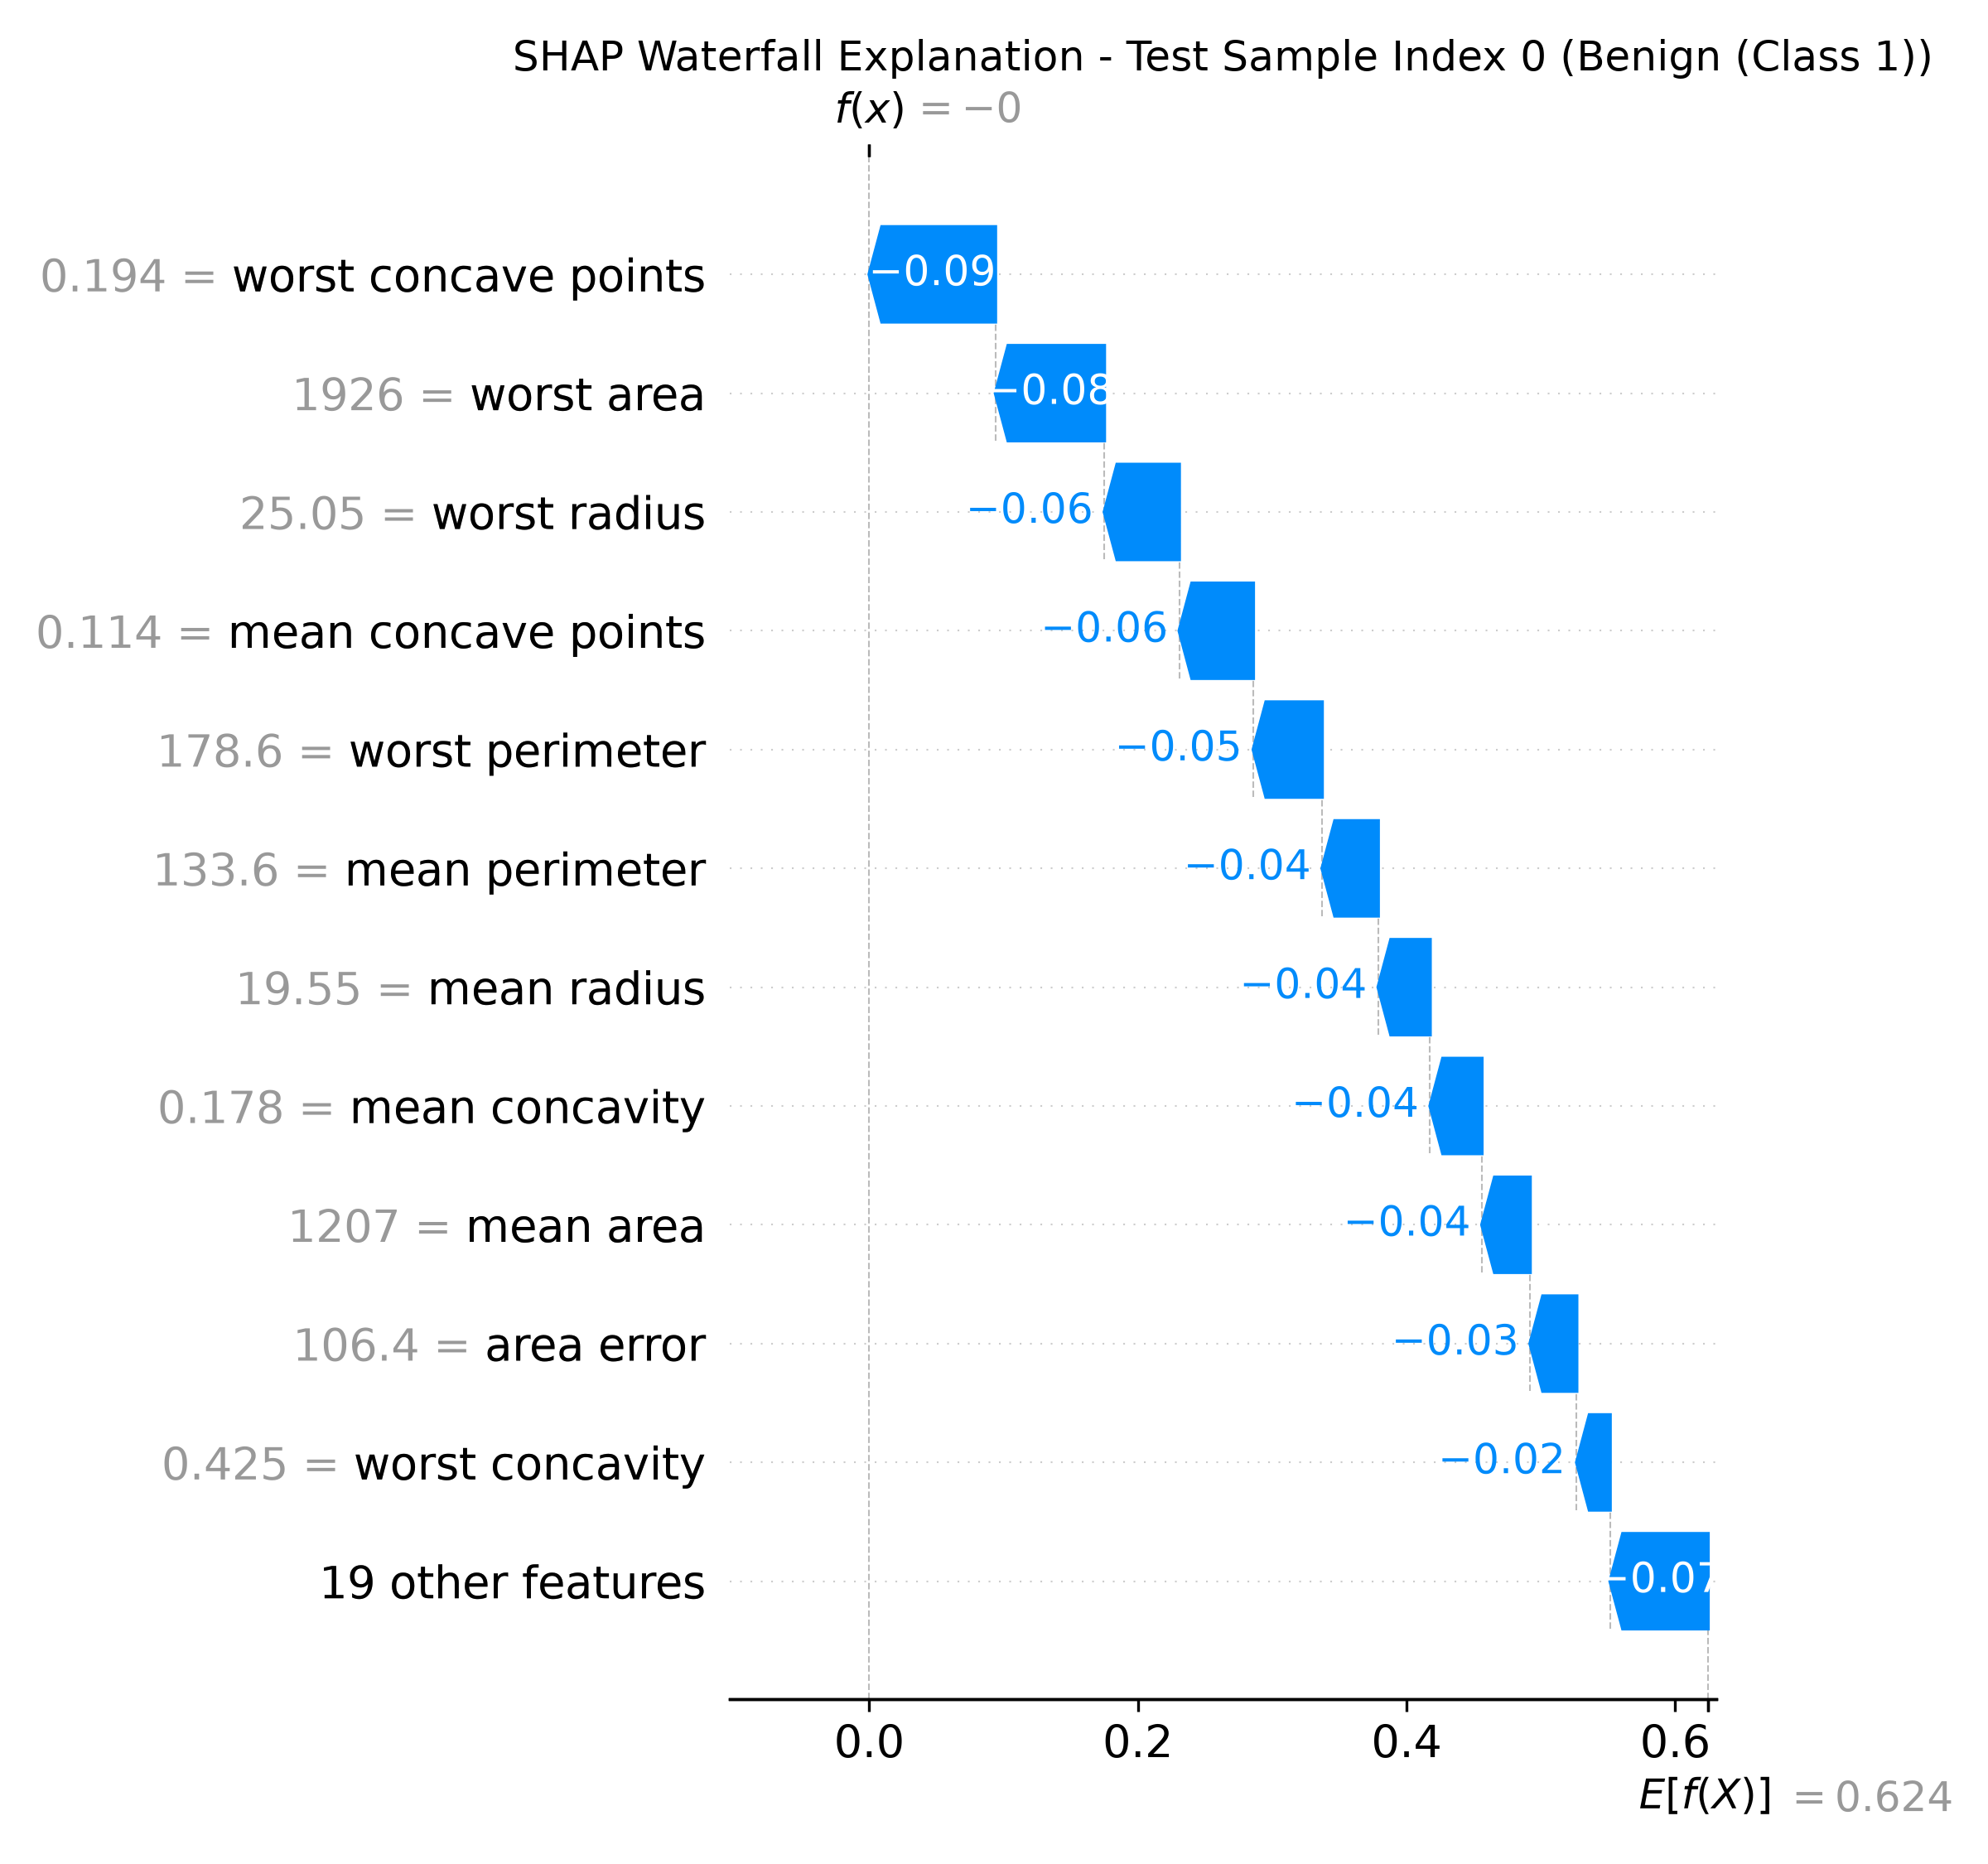 SHAP Waterfall Explanation - Test Sample Index 0 (Benign (Class 1))
f(x) = −0
0.194 = worst concave points
−0.09
1926 = worst area
−0.08
25.05 = worst radius
−0.06
0.114 = mean concave points
−0.06
178.6 = worst perimeter
−0.05
133.6 = mean perimeter
−0.04
19.55 = mean radius
−0.04
0.178 = mean concavity
−0.04
1207 = mean area
−0.04
106.4 = area error
−0.03
0.425 = worst concavity
−0.02
19 other features
−0.07
0.0 0.2 0.4 0.6
E[f(X)] = 0.624